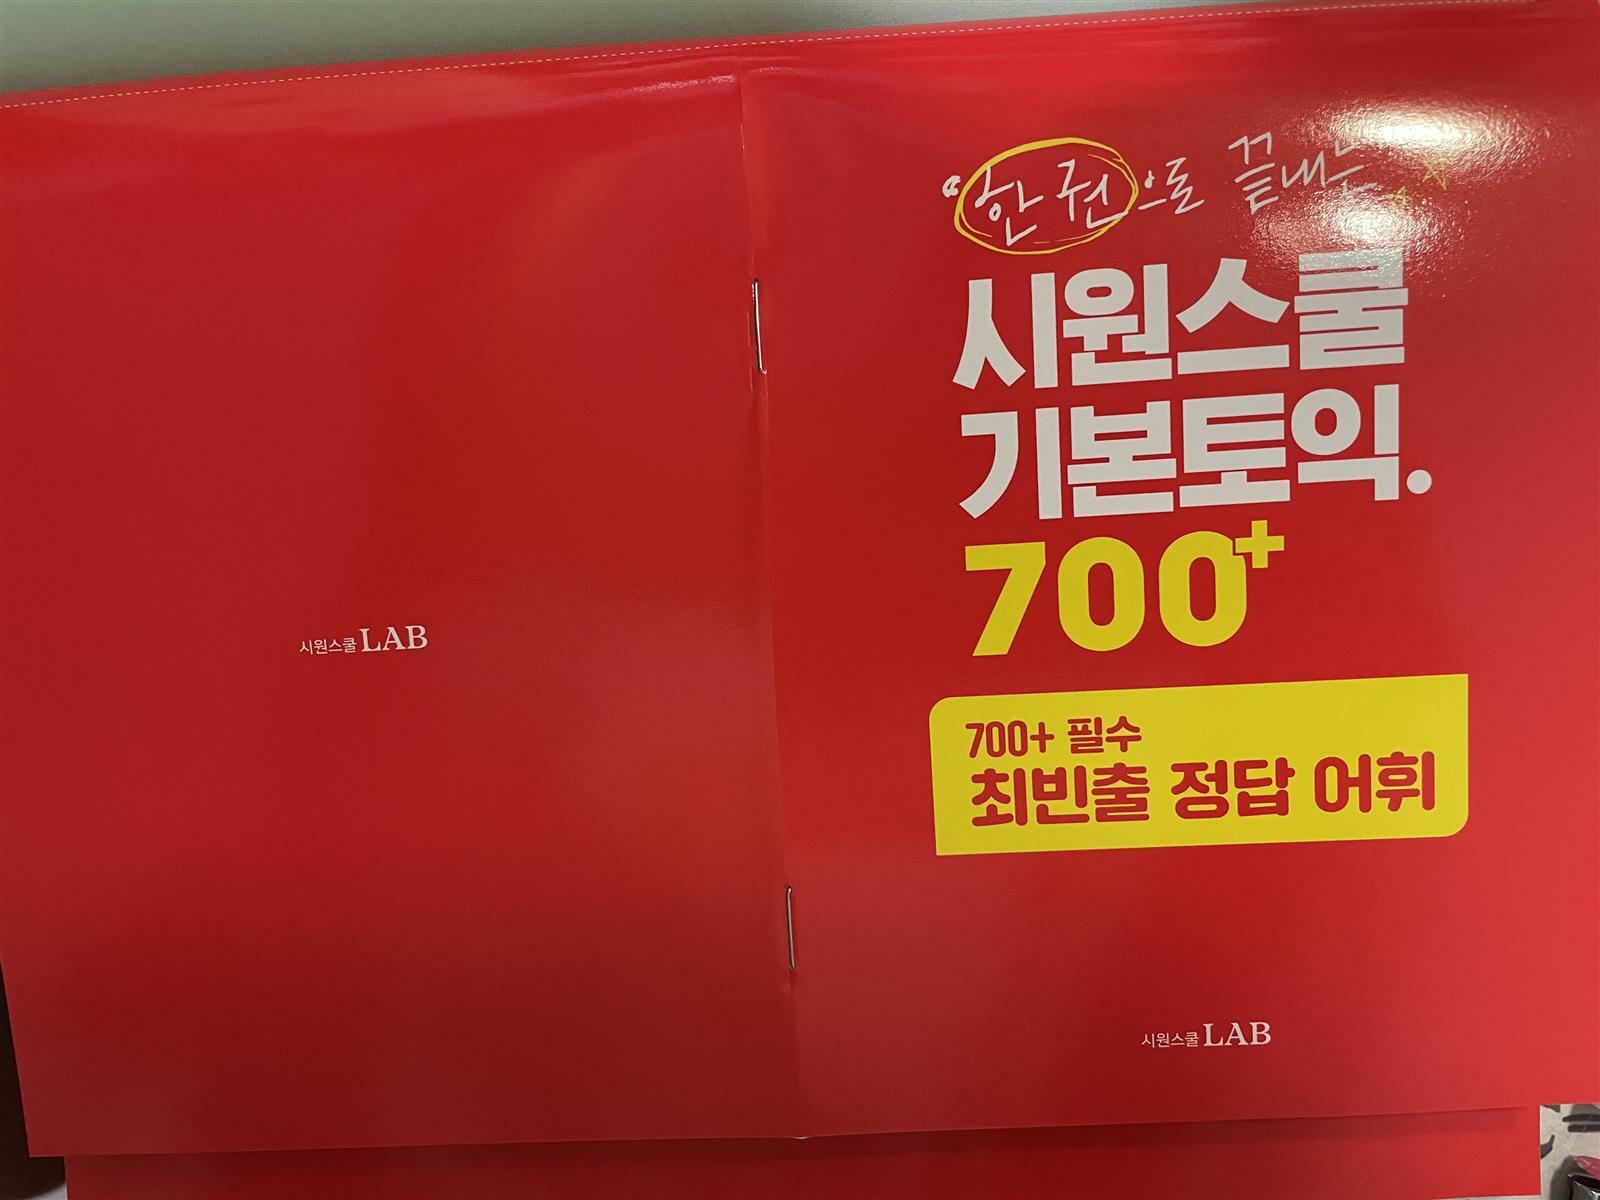 시원스쿨 LAB
“한 권으로 끝내는
시원스쿨
기본토익.
700+
700+ 필수
최빈출 정답 어휘
시원스쿨 LAB